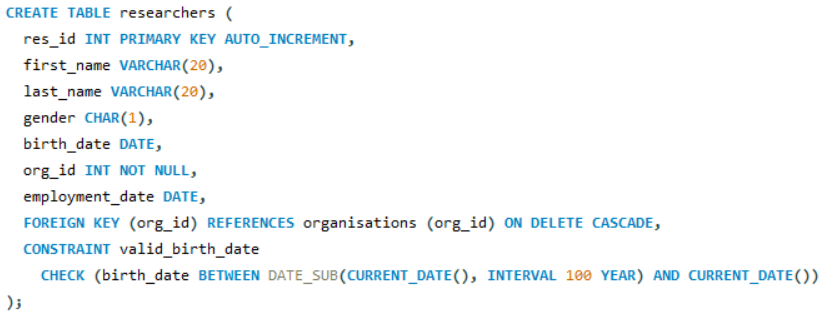 CREATE TABLE researchers (
  res_id INT PRIMARY KEY AUTO_INCREMENT,
  first_name VARCHAR(20),
  last_name VARCHAR(20),
  gender CHAR(1),
  birth_date DATE,
  org_id INT NOT NULL,
  employment_date DATE,
  FOREIGN KEY (org_id) REFERENCES organisations (org_id) ON DELETE CASCADE,
  CONSTRAINT valid_birth_date
    CHECK (birth_date BETWEEN DATE_SUB(CURRENT_DATE(), INTERVAL 100 YEAR) AND CURRENT_DATE())
);